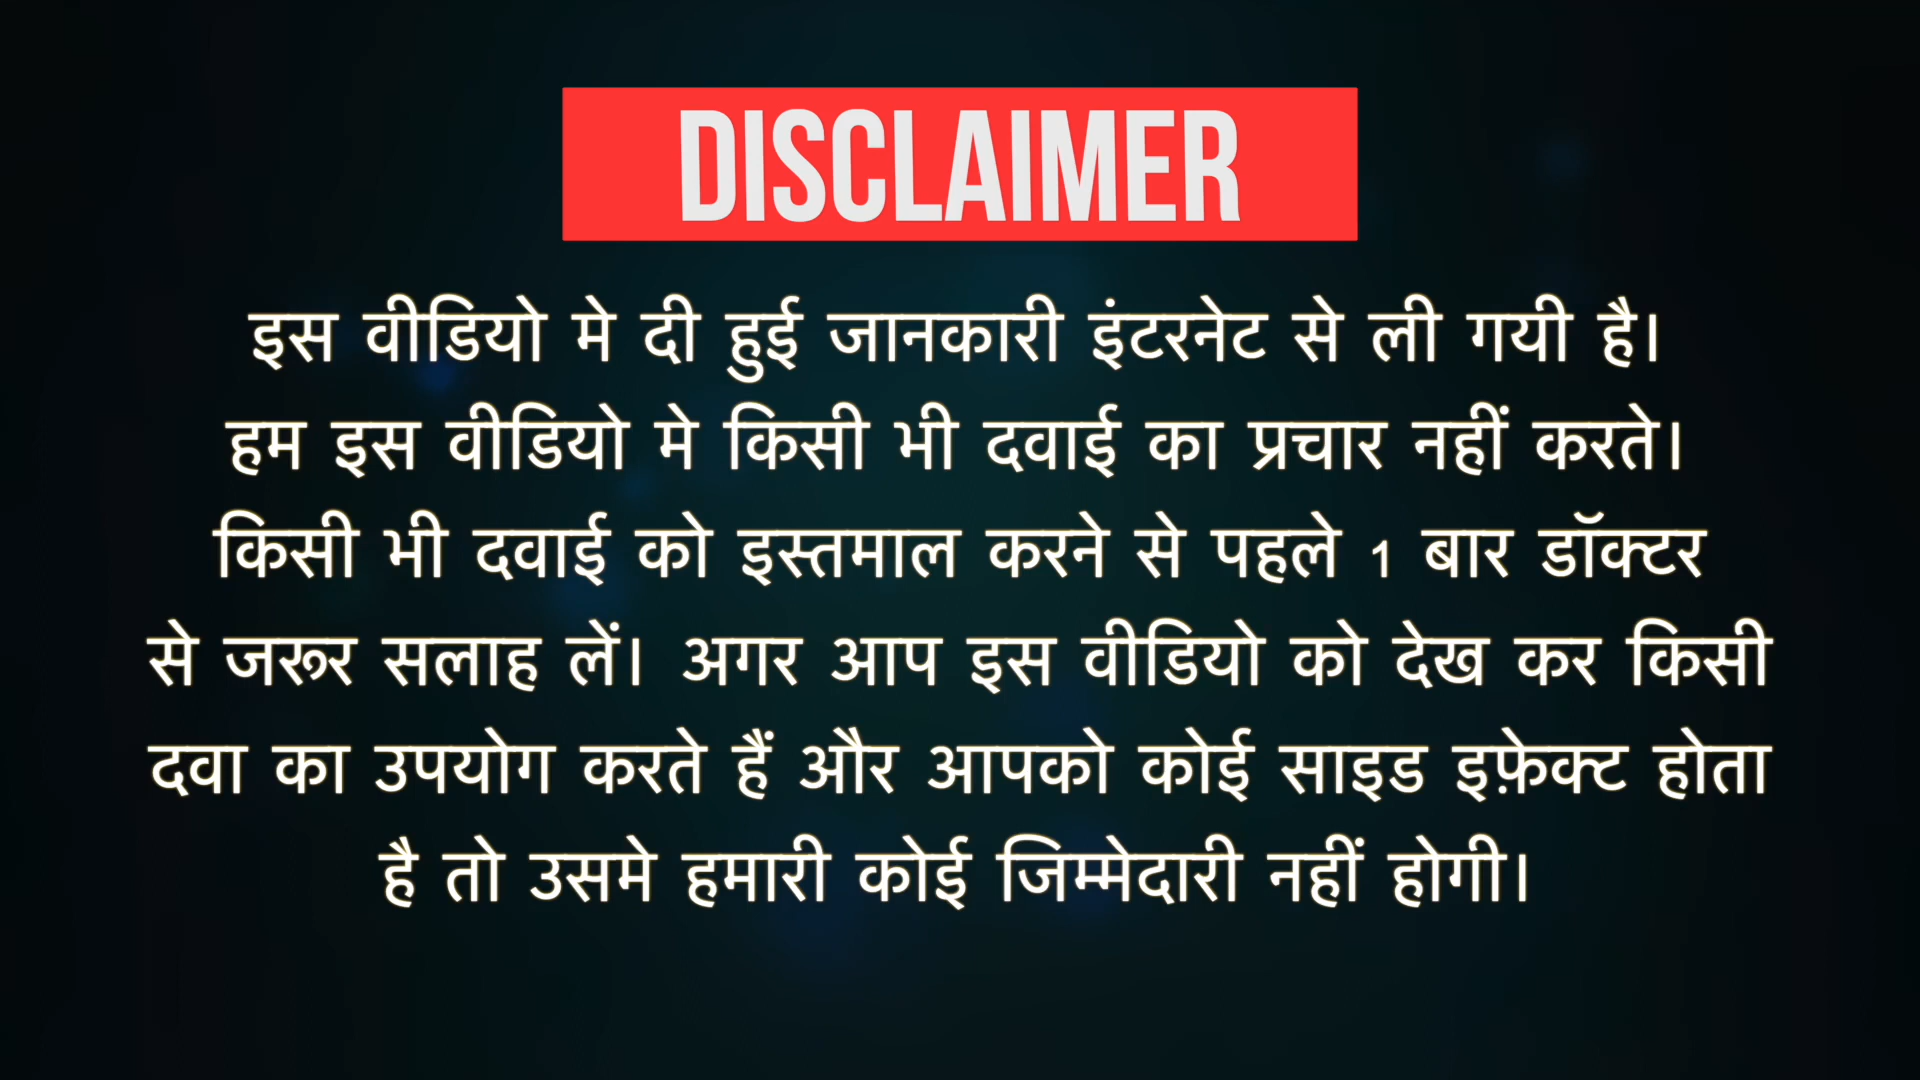 DISCLAIMER
इस वीडियो मे दी हुई जानकारी इंटरनेट से ली गयी है।
हम इस वीडियो मे किसी भी दवाई का प्रचार नहीं करते।
किसी भी दवाई को इस्तमाल करने से पहले 1 बार डॉक्टर
से जरूर सलाह लें। अगर आप इस वीडियो को देख कर किसी
दवा का उपयोग करते हैं और आपको कोई साइड इफ़ेक्ट होता
है तो उसमे हमारी कोई जिम्मेदारी नहीं होगी।